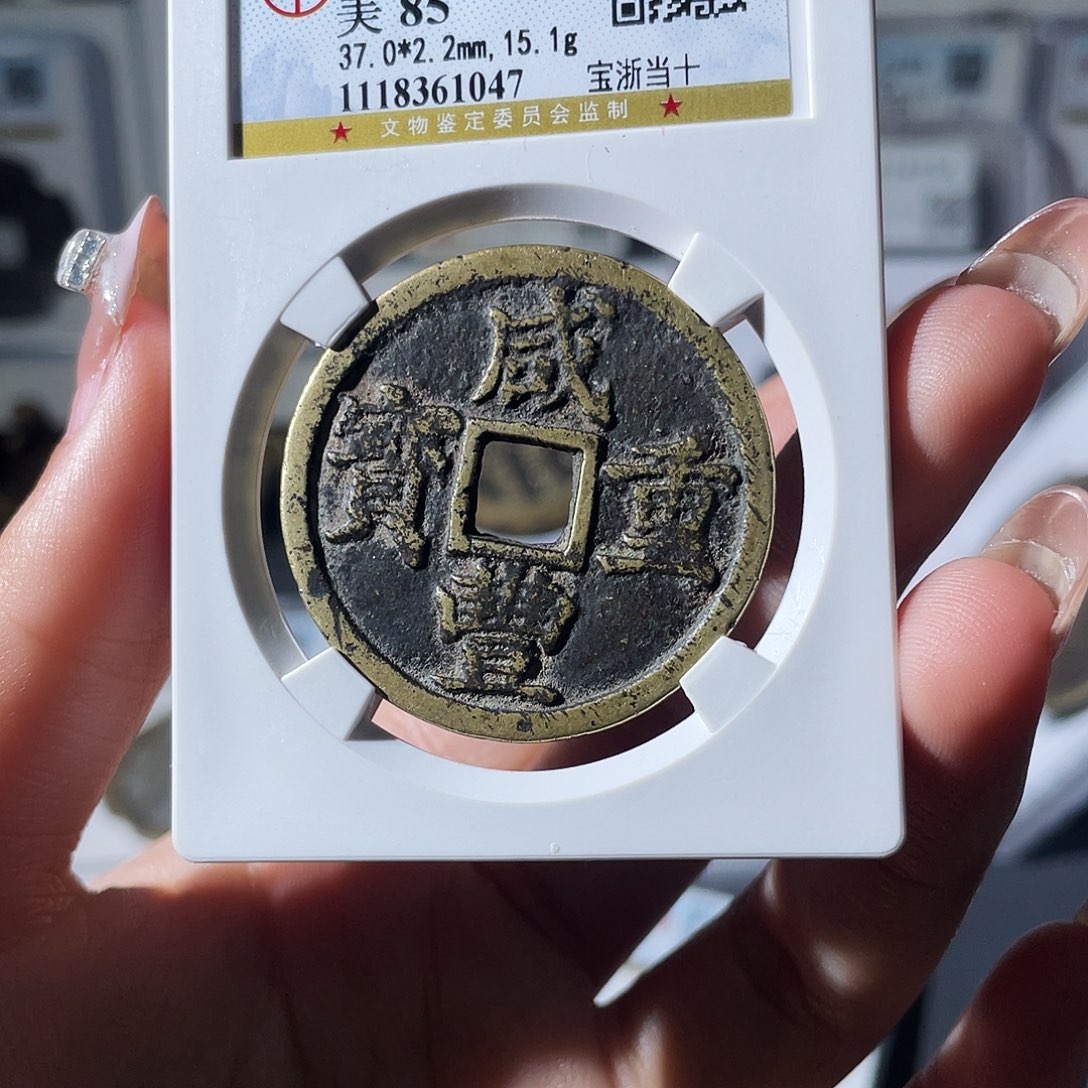 美 85
37.0*2.2mm, 15.1g
1118361047 宝浙当十
★ 文物鉴定委员会监制 ★
咸
寶 重
豐